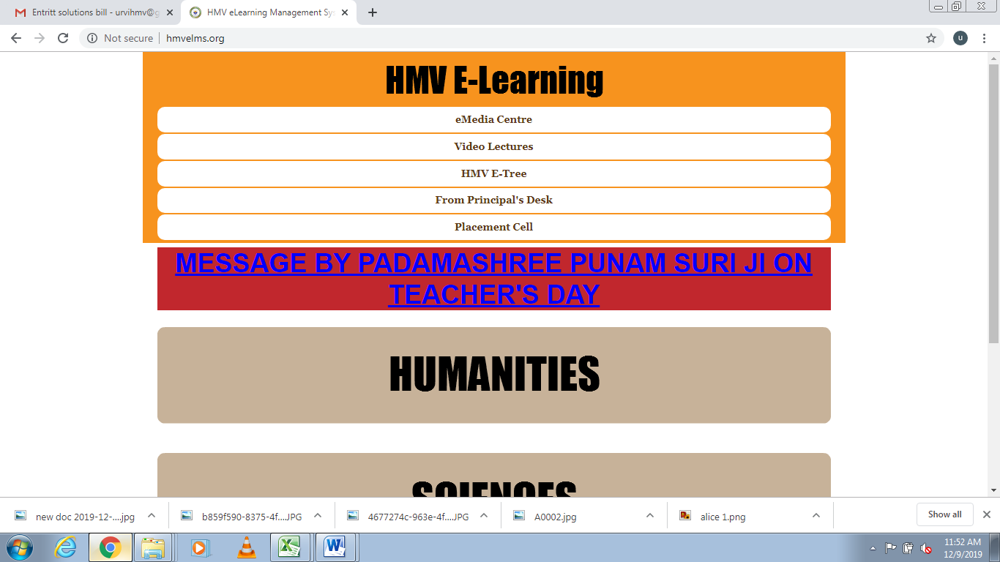 Entritt solutions bill - urvihmv@g
HMV eLearning Management Sys
Not secure | hmvelms.org
u
HMV E-Learning
eMedia Centre
Video Lectures
HMV E-Tree
From Principal's Desk
Placement Cell
MESSAGE BY PADAMASHREE PUNAM SURI JI ON
TEACHER'S DAY
HUMANITIES
SCIENCES
new doc 2019-12-....jpg
b859f590-8375-4f....JPG
4677274c-963e-4f....JPG
A0002.jpg
alice 1.png
Show all
11:52 AM
12/9/2019